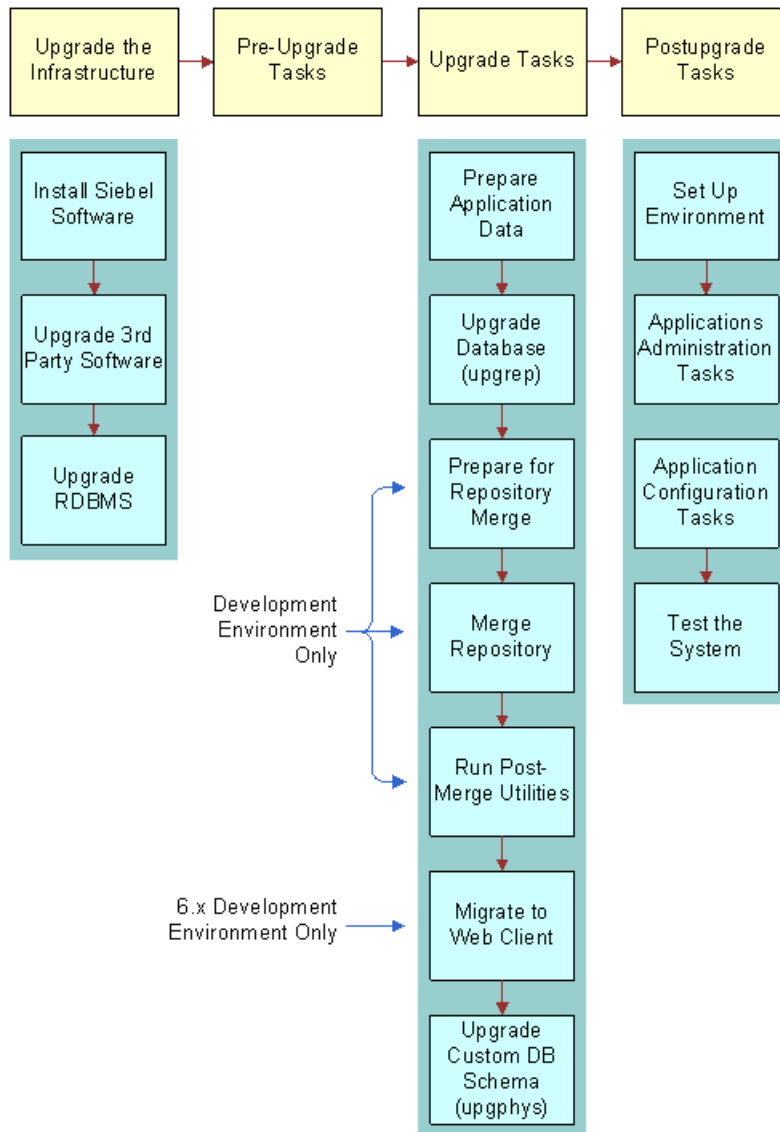 Upgrade the
Infrastructure
Pre-Upgrade
Tasks
Upgrade Tasks
Postupgrade
Tasks
Install Siebel
Software
Upgrade 3rd
Party Software
Upgrade
RDBMS
Prepare
Application
Data
Upgrade
Database
(upgrep)
Prepare for
Repository
Merge
Merge
Repository
Run Post-
Merge Utilities
Migrate to
Web Client
Upgrade
Custom DB
Schema
(upgphys)
Development
Environment
Only
6.x Development
Environment Only
Set Up
Environment
Applications
Administration
Tasks
Application
Configuration
Tasks
Test the
System